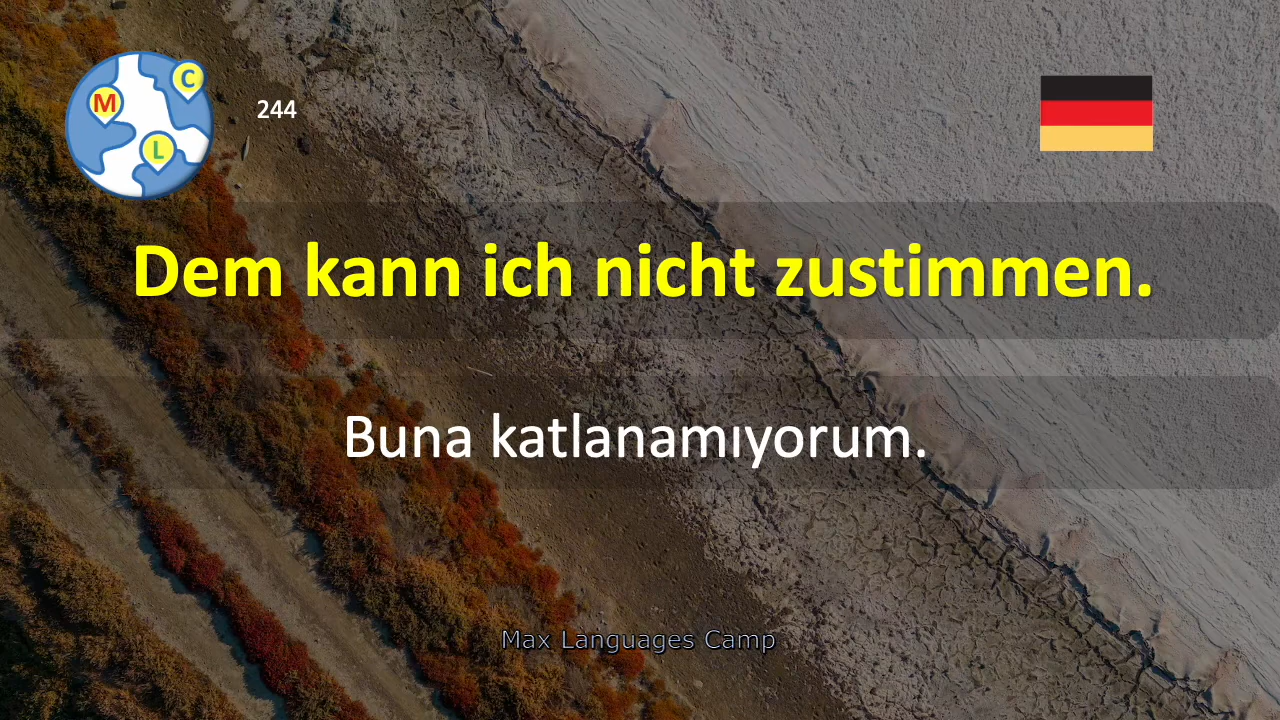 C
M
L
244
Dem kann ich nicht zustimmen.
Buna katlanamıyorum.
Max Languages Camp